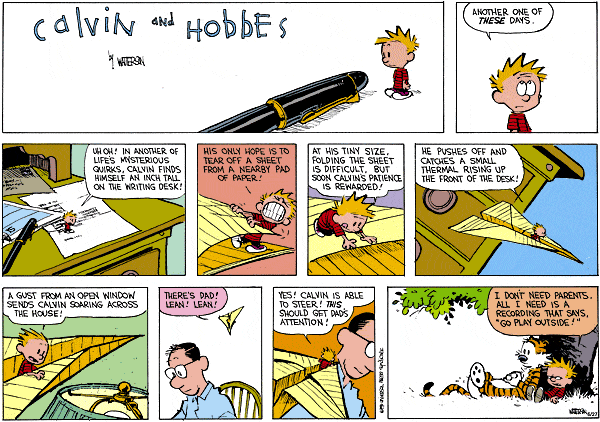 Calvin and Hobbes
by WATTERSON
ANOTHER ONE OF
THESE DAYS.
UH OH! IN ANOTHER OF
LIFE'S MYSTERIOUS
QUIRKS, CALVIN FINDS
HIMSELF AN INCH TALL
ON THE WRITING DESK!
HIS ONLY HOPE IS TO
TEAR OFF A SHEET
FROM A NEARBY PAD
OF PAPER!
AT HIS TINY SIZE,
FOLDING THE SHEET
IS DIFFICULT, BUT
SOON CALVIN'S PATIENCE
IS REWARDED!
HE PUSHES OFF AND
CATCHES A SMALL
THERMAL RISING UP
THE FRONT OF THE DESK!
A GUST FROM AN OPEN WINDOW
SENDS CALVIN SOARING ACROSS
THE HOUSE!
THERE'S DAD!
LEAN! LEAN!
YES! CALVIN IS ABLE
TO STEER! THIS
SHOULD GET DAD'S
ATTENTION!
I DON'T NEED PARENTS.
ALL I NEED IS A
RECORDING THAT SAYS,
"GO PLAY OUTSIDE!"
WATTERSON